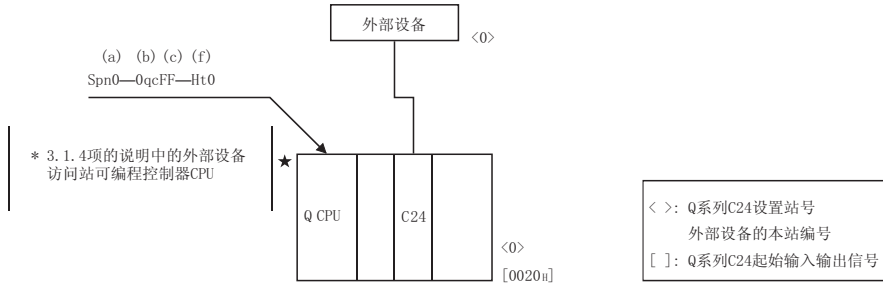 外部设备
<0>
(a) (b) (c) (f)
Spn0—0qcFF—Ht0
* 3.1.4项的说明中的外部设备
访问站可编程控制器CPU
★
Q CPU
C24
<0>
[0020H]
< >: Q系列C24设置站号
外部设备的本站编号
[ ]: Q系列C24起始输入输出信号